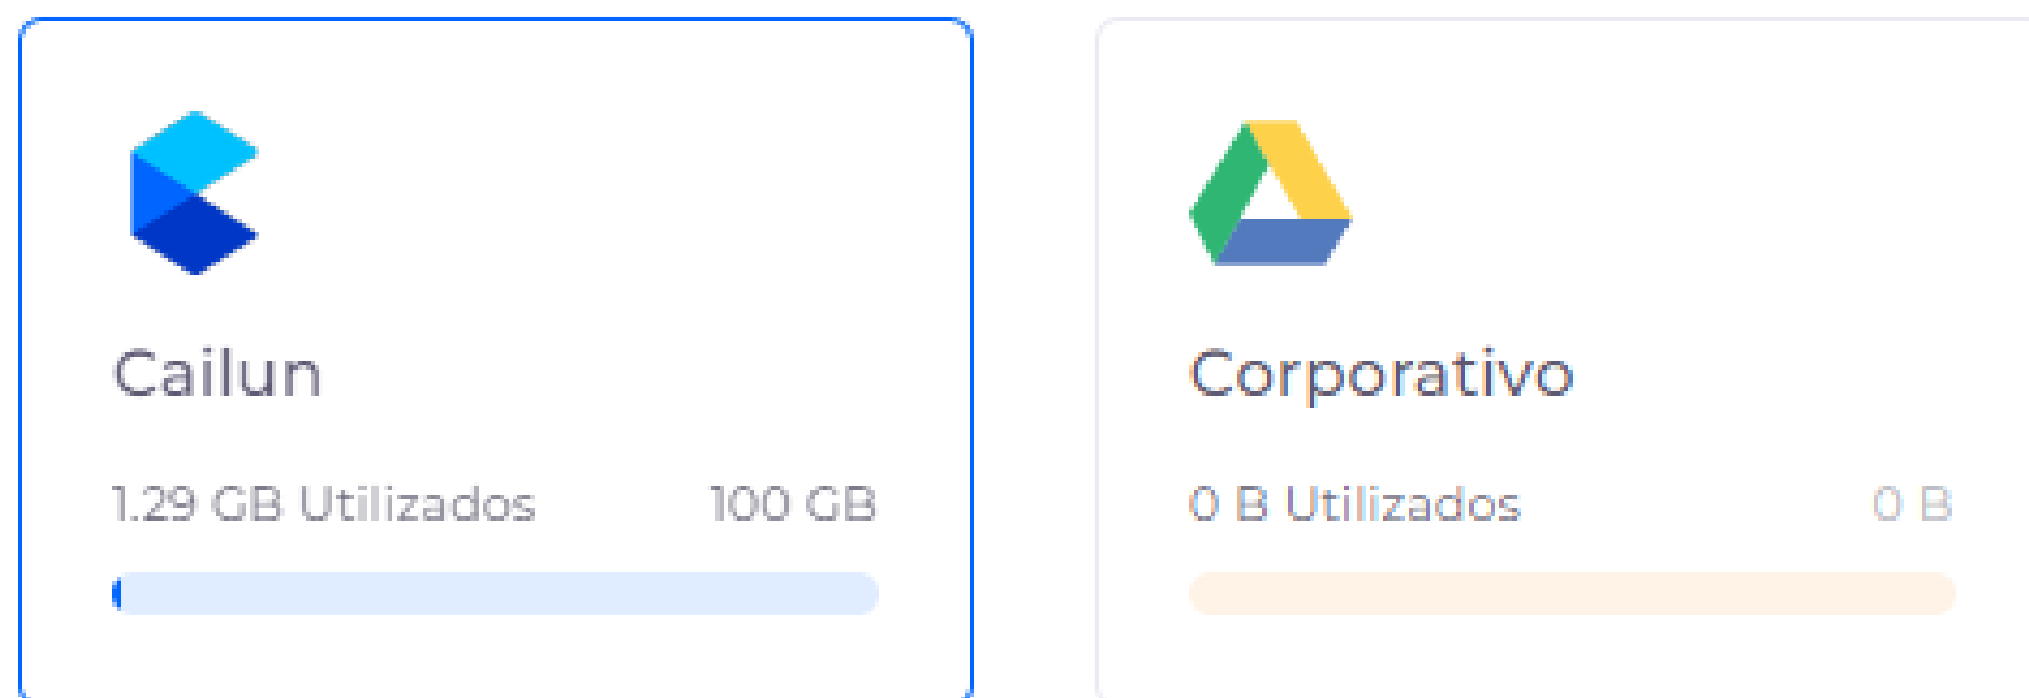 Cailun
1.29 GB Utilizados
100 GB
Corporativo
0 B Utilizados
0 B